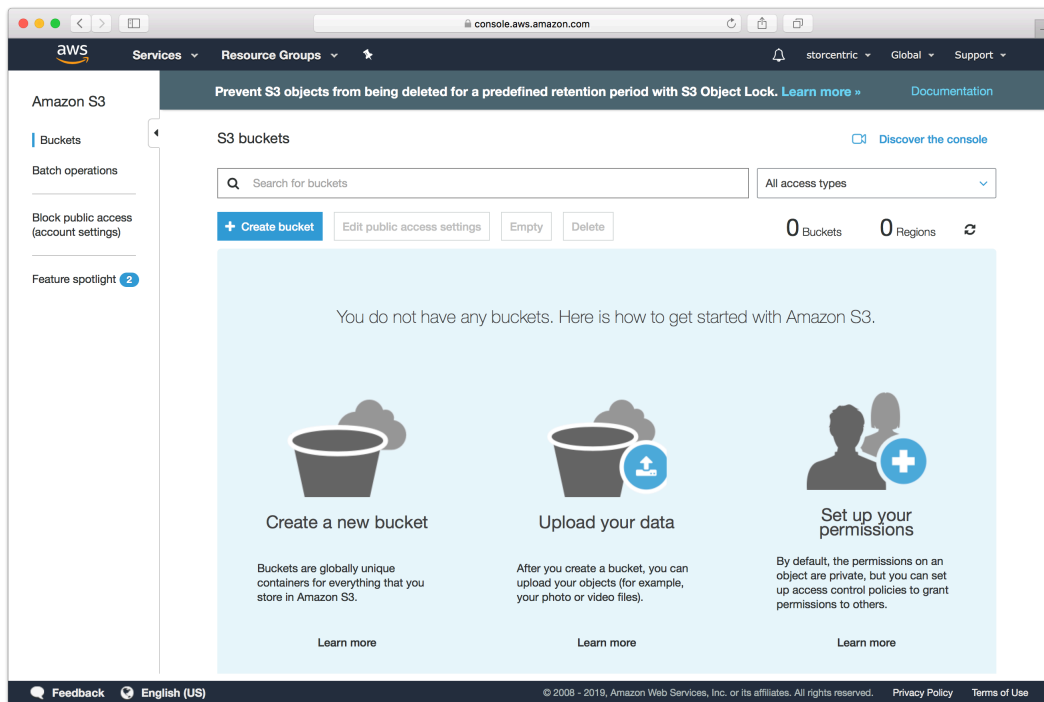 console.aws.amazon.com
aws Services Resource Groups storcentric Global Support
Amazon S3
Prevent S3 objects from being deleted for a predefined retention period with S3 Object Lock. Learn more » Documentation
Buckets
Batch operations
Block public access
(account settings)
Feature spotlight 2
S3 buckets Discover the console
Search for buckets All access types
+ Create bucket Edit public access settings Empty Delete 0 Buckets 0 Regions
You do not have any buckets. Here is how to get started with Amazon S3.
Create a new bucket
Buckets are globally unique
containers for everything that you
store in Amazon S3.
Learn more
Upload your data
After you create a bucket, you can
upload your objects (for example,
your photo or video files).
Learn more
Set up your
permissions
By default, the permissions on an
object are private, but you can set
up access control policies to grant
permissions to others.
Learn more
Feedback English (US) © 2008 - 2019, Amazon Web Services, Inc. or its affiliates. All rights reserved. Privacy Policy Terms of Use